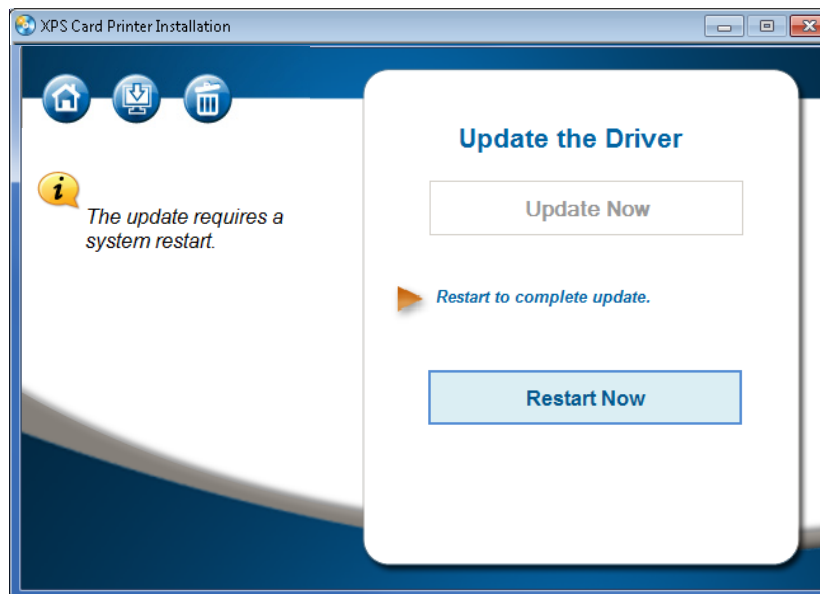 XPS Card Printer Installation
Update the Driver
i
The update requires a
system restart.
Update Now
Restart to complete update.
Restart Now